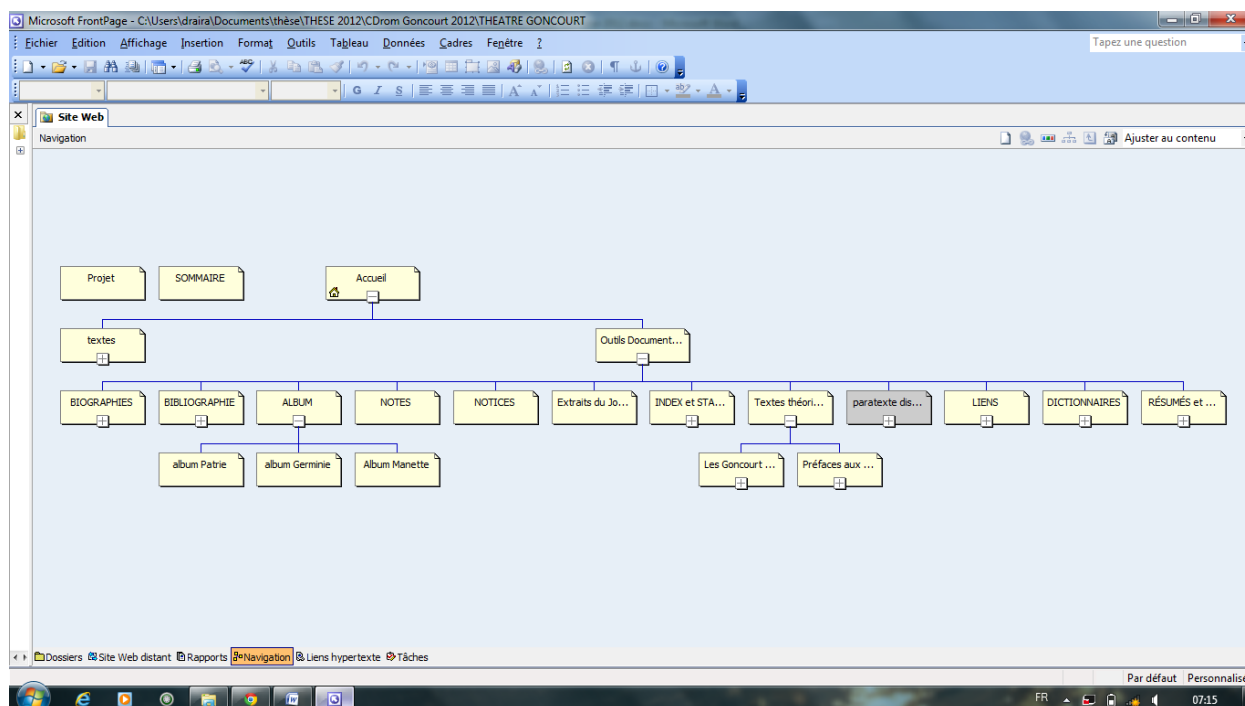 Microsoft FrontPage - C:\Users\draira\Documents\thèse\THESE 2012\CDrom Goncourt 2012\THEATRE GONCOURT
Fichier Edition Affichage Insertion Format Outils Tableau Données Cadres Fenêtre ?
Tapez une question
G I S
Site Web
Navigation
Ajuster au contenu
Projet SOMMAIRE Accueil
textes Outils Document...
BIOGRAPHIES BIBLIOGRAPHIE ALBUM NOTES NOTICES Extraits du Jo... INDEX et STA... Textes théori... paratexte dis... LIENS DICTIONNAIRES RÉSUMÉS et ...
album Patrie album Germinie Album Manette Les Goncourt ... Préfaces aux ...
Dossiers Site Web distant Rapports Navigation Liens hypertexte Tâches
Par défaut Personnalise
FR 07:15